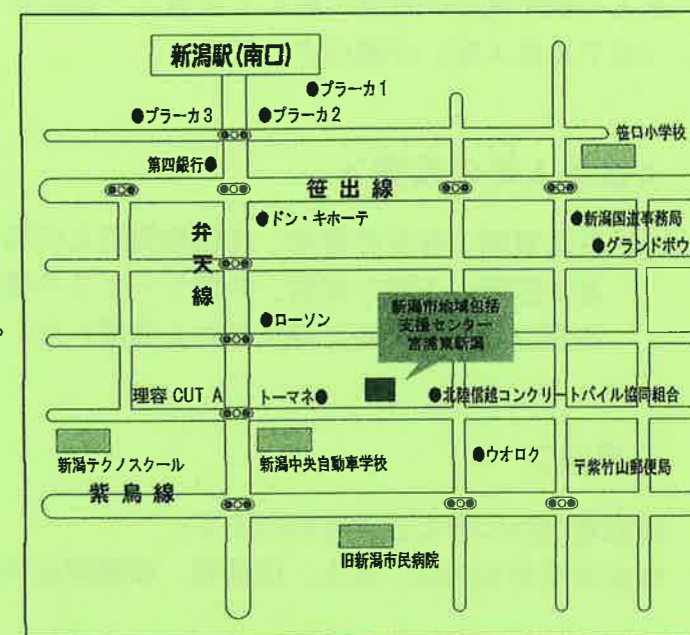 新潟駅(南口)
●プラーカ1
●プラーカ3
●プラーカ2
笹口小学校
第四銀行●
笹出線
●ドン・キホーテ
●新潟国道事務局
●グランドボウ
弁天線
新潟市地域包括
支援センター
宮浦東新潟
●ローソン
理容 CUT A
トーマネ●
●北陸信越コンクリートパイル協同組合
新潟テクノスクール
新潟中央自動車学校
●ウオロク
〒紫竹山郵便局
紫鳥線
旧新潟市民病院